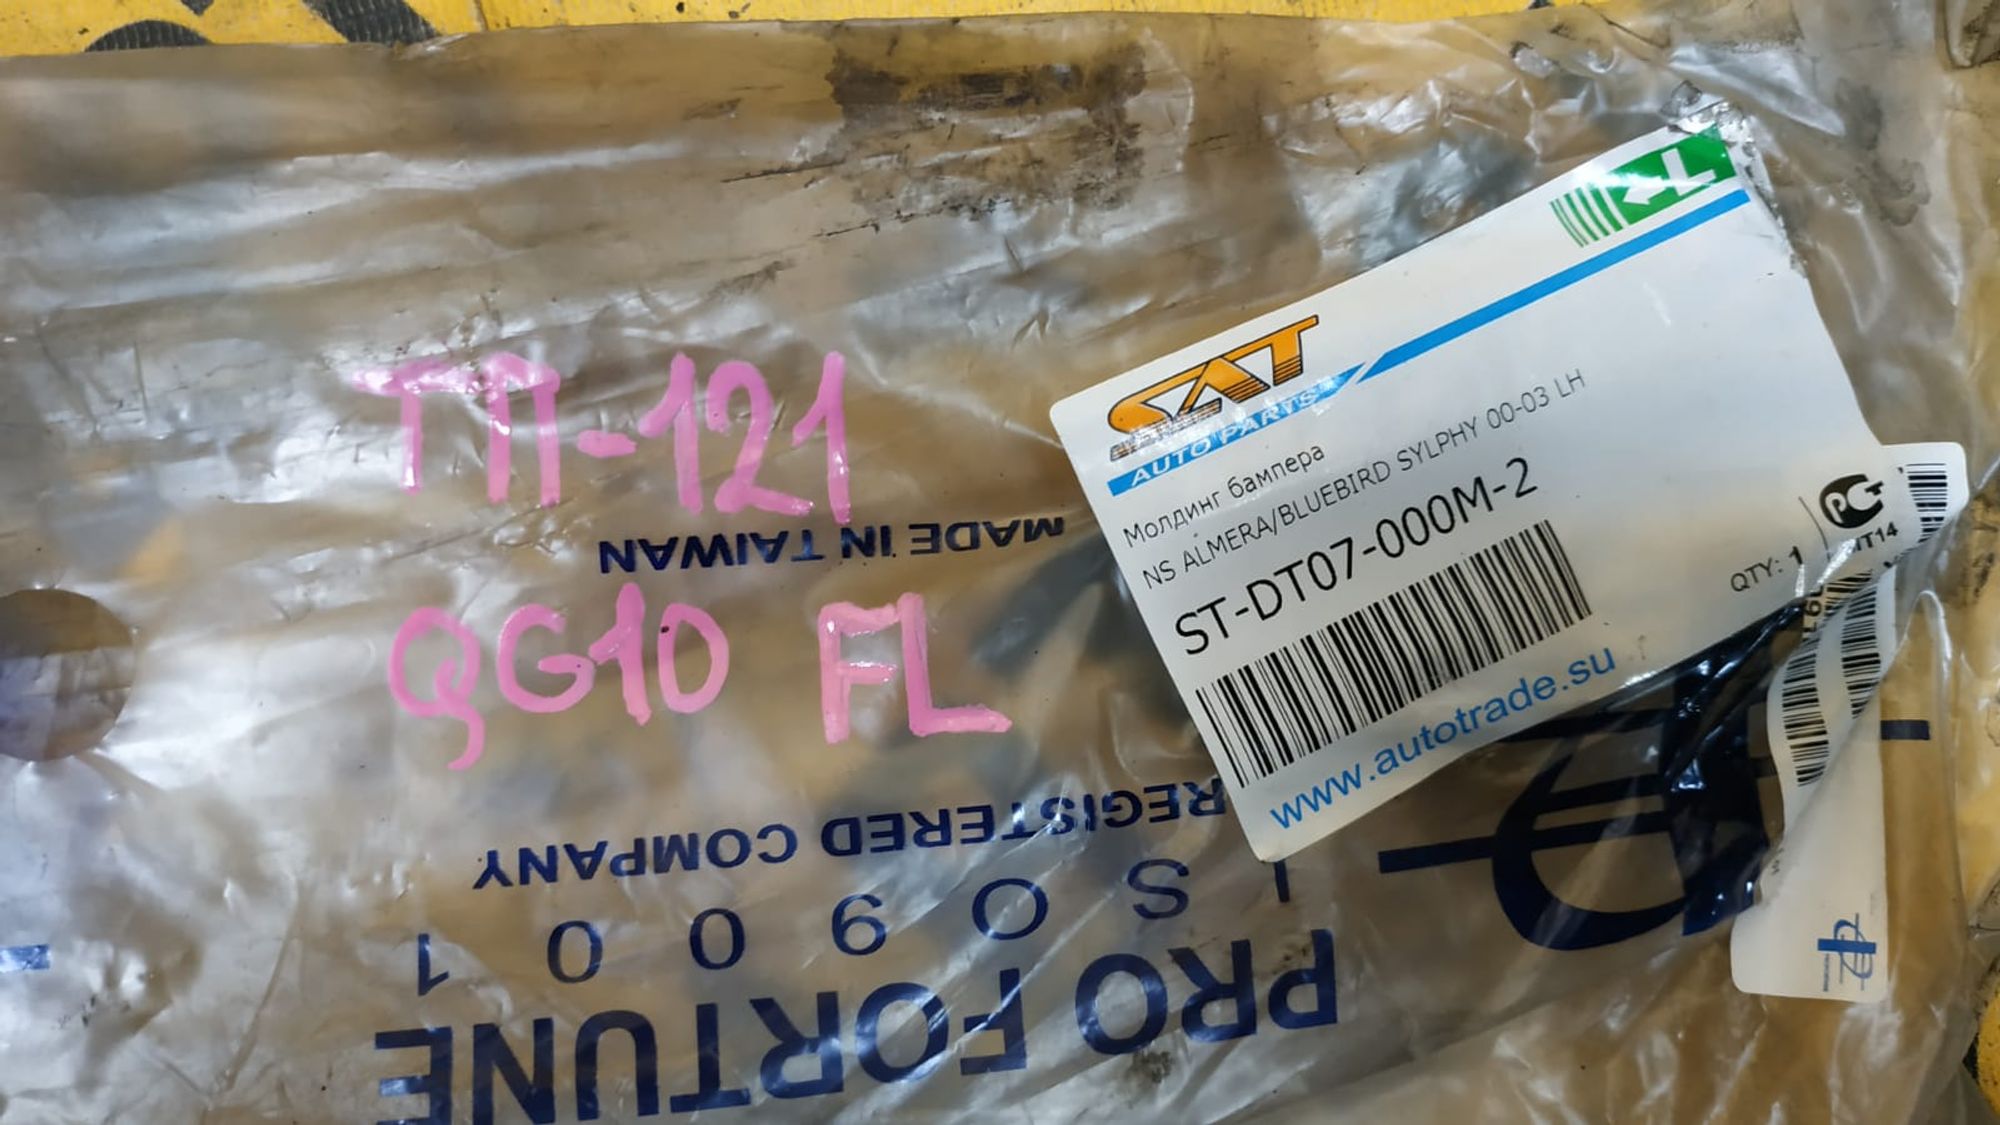 ТП-121
MADE IN TAIWAN
QG10 FL
SAT
AUTO PARTS
Молдинг бампера
NS ALMERA/BLUEBIRD SYLPHY 00-03 LH
ST-DT07-000M-2
QTY: 1
www.autotrade.su
REGISTERED COMPANY
ISO 9001
PRO FORTUNE